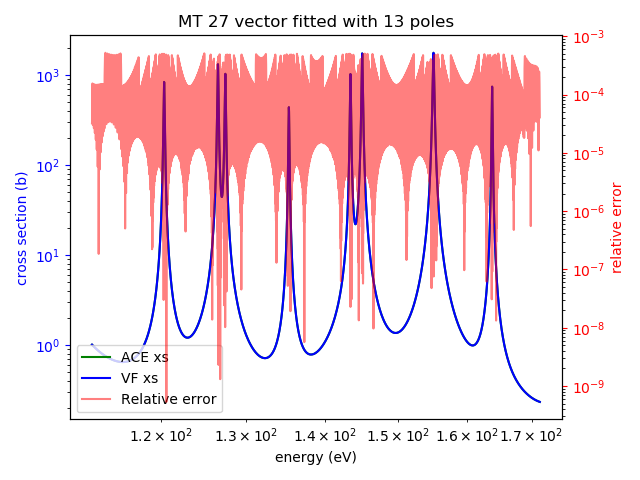 MT 27 vector fitted with 13 poles
cross section (b)
10³
10²
10¹
10⁰
10⁻³
10⁻⁴
10⁻⁵
10⁻⁶
10⁻⁷
10⁻⁸
10⁻⁹
relative error
ACE xs
VF xs
Relative error
1.2 × 10² 1.3 × 10² 1.4 × 10² 1.5 × 10² 1.6 × 10² 1.7 × 10²
energy (eV)